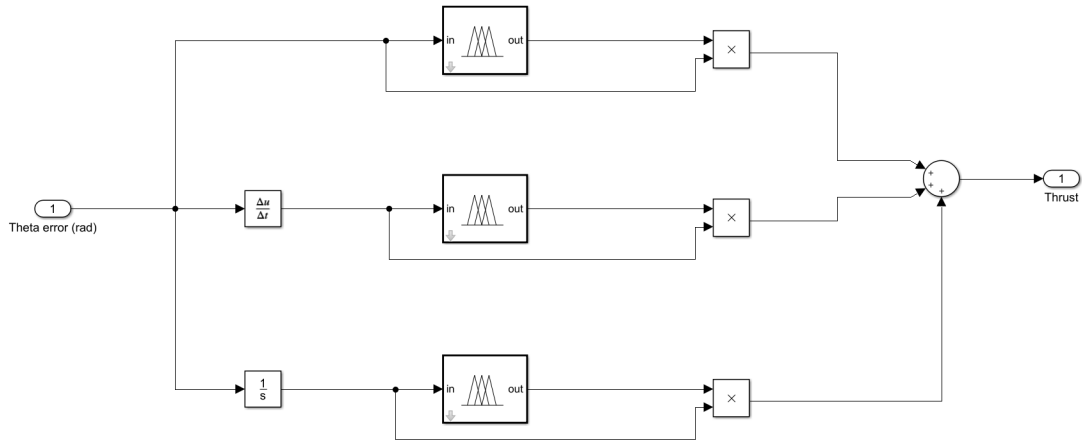 in out
×
1
Theta error (rad)
Δu
Δt
in out
×
+
+
+
1
Thrust
1
s
in out
×